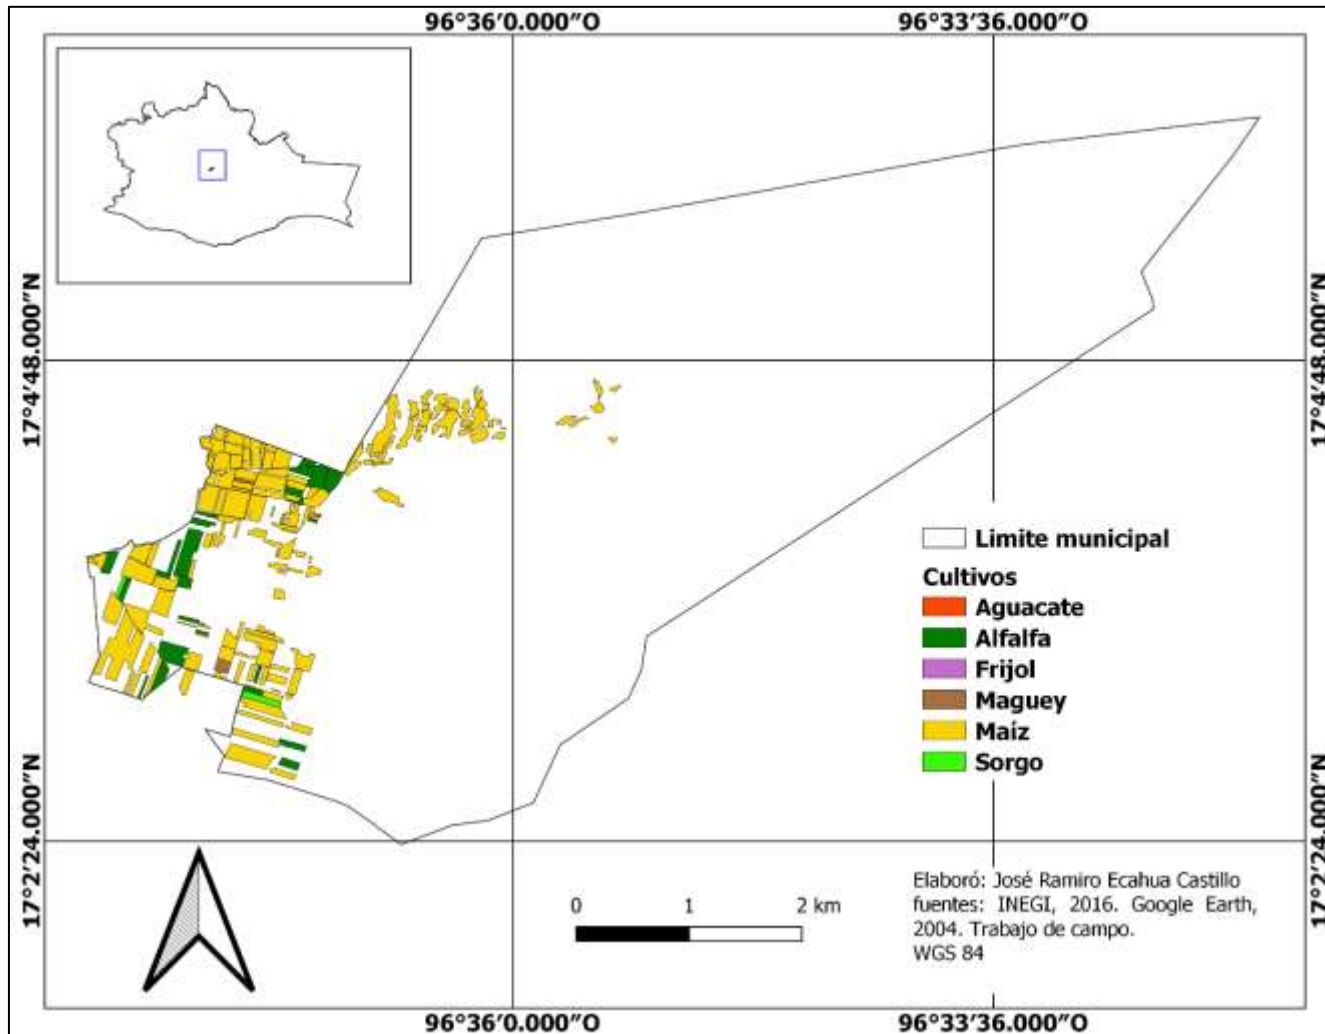 96°36'0.000"O 96°33'36.000"O
17°4'48.000"N 17°4'48.000"N
Limite municipal
Cultivos
Aguacate
Alfalfa
Frijol
Maguey
Maíz
Sorgo
17°2'24.000"N 17°2'24.000"N
0 1 2 km
Elaboró: José Ramiro Ecahua Castillo
fuentes: INEGI, 2016. Google Earth,
2004. Trabajo de campo.
WGS 84
96°36'0.000"O 96°33'36.000"O